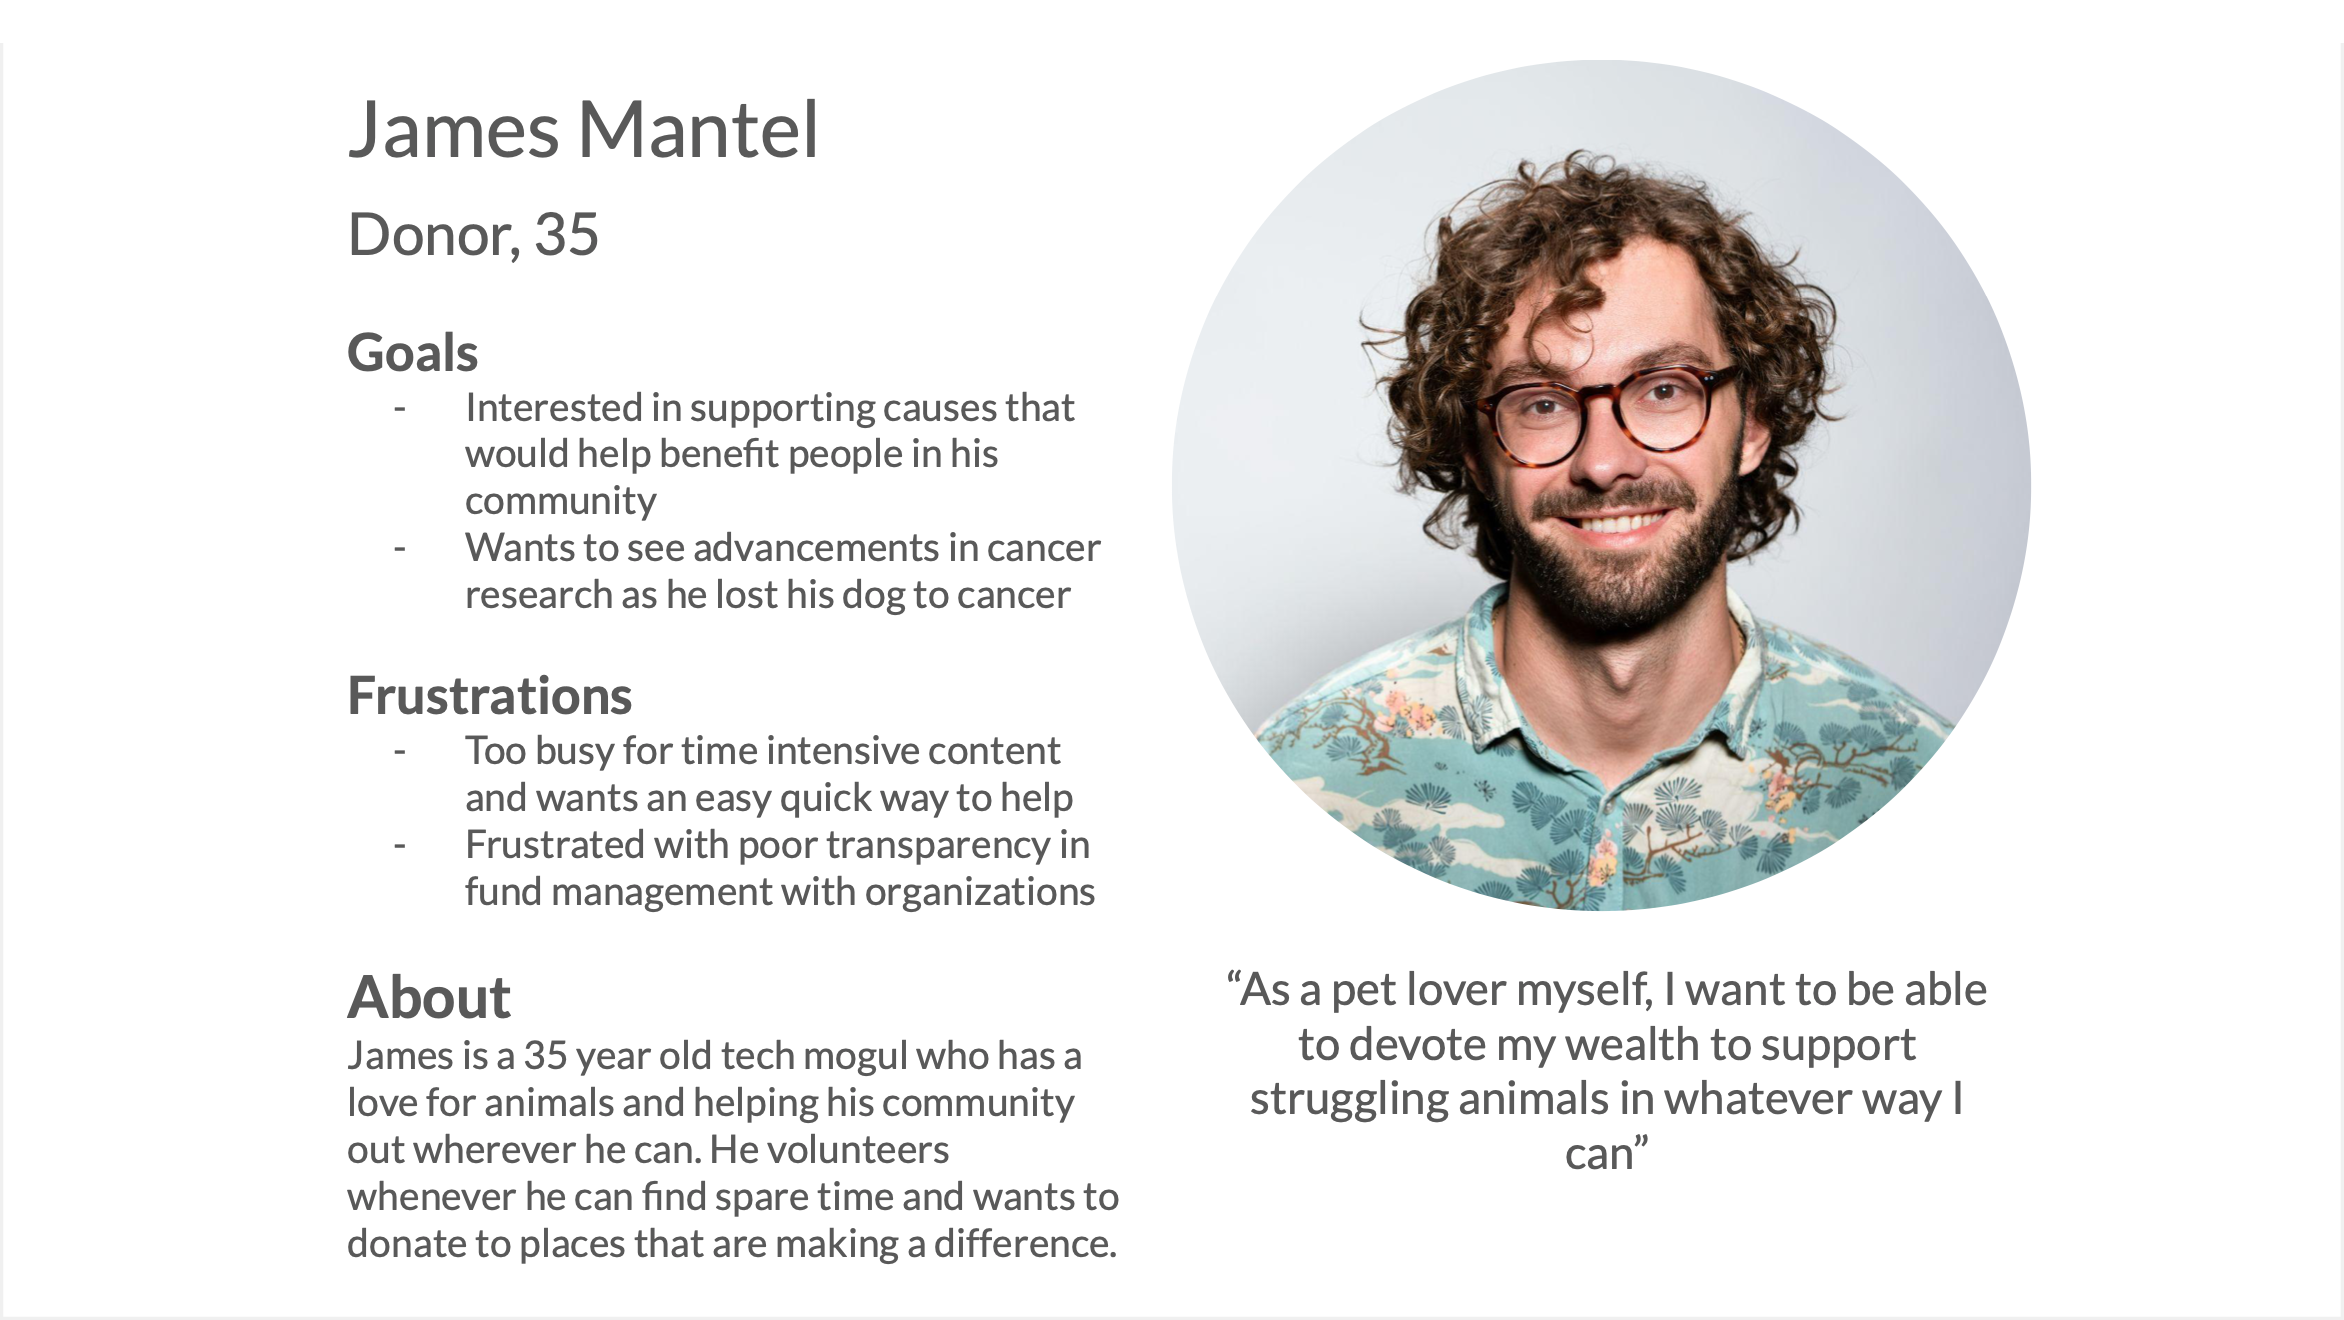 James Mantel
Donor, 35
Goals
- Interested in supporting causes that
would help benefit people in his
community
- Wants to see advancements in cancer
research as he lost his dog to cancer
Frustrations
- Too busy for time intensive content
and wants an easy quick way to help
- Frustrated with poor transparency in
fund management with organizations
About
James is a 35 year old tech mogul who has a
love for animals and helping his community
out wherever he can. He volunteers
whenever he can find spare time and wants to
donate to places that are making a difference.
“As a pet lover myself, I want to be able
to devote my wealth to support
struggling animals in whatever way I
can”